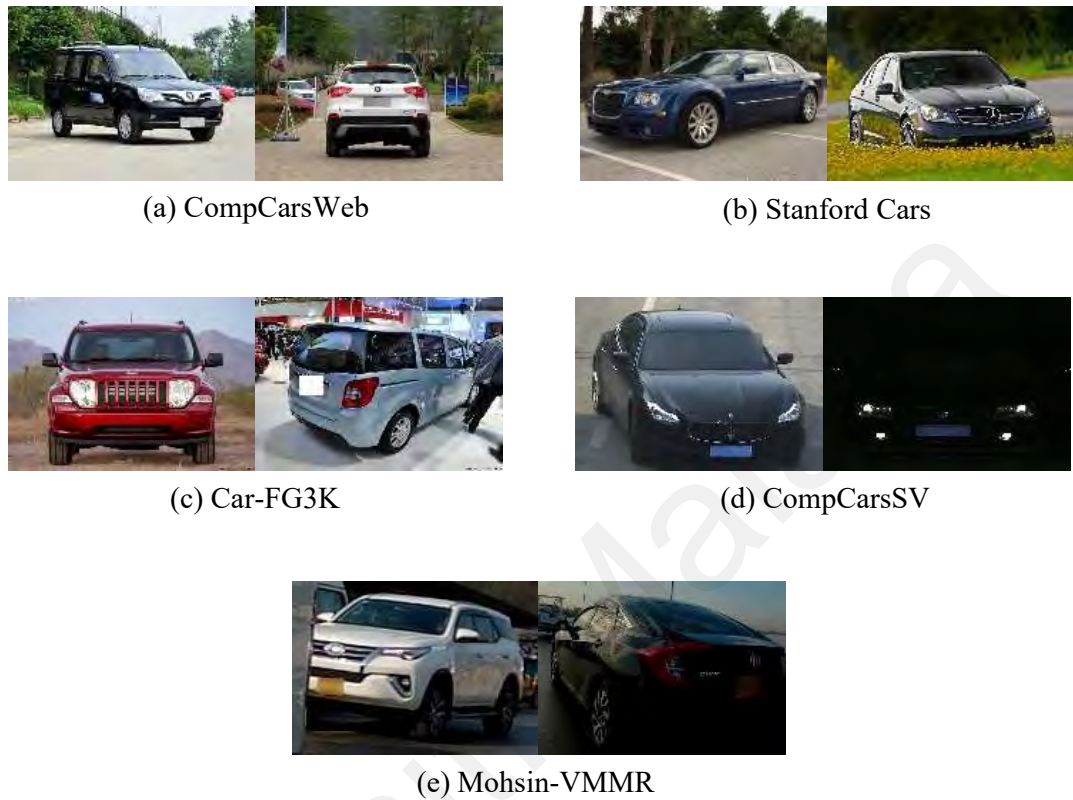 (a) CompCarsWeb
(b) Stanford Cars
(c) Car-FG3K
(d) CompCarsSV
(e) Mohsin-VMMR